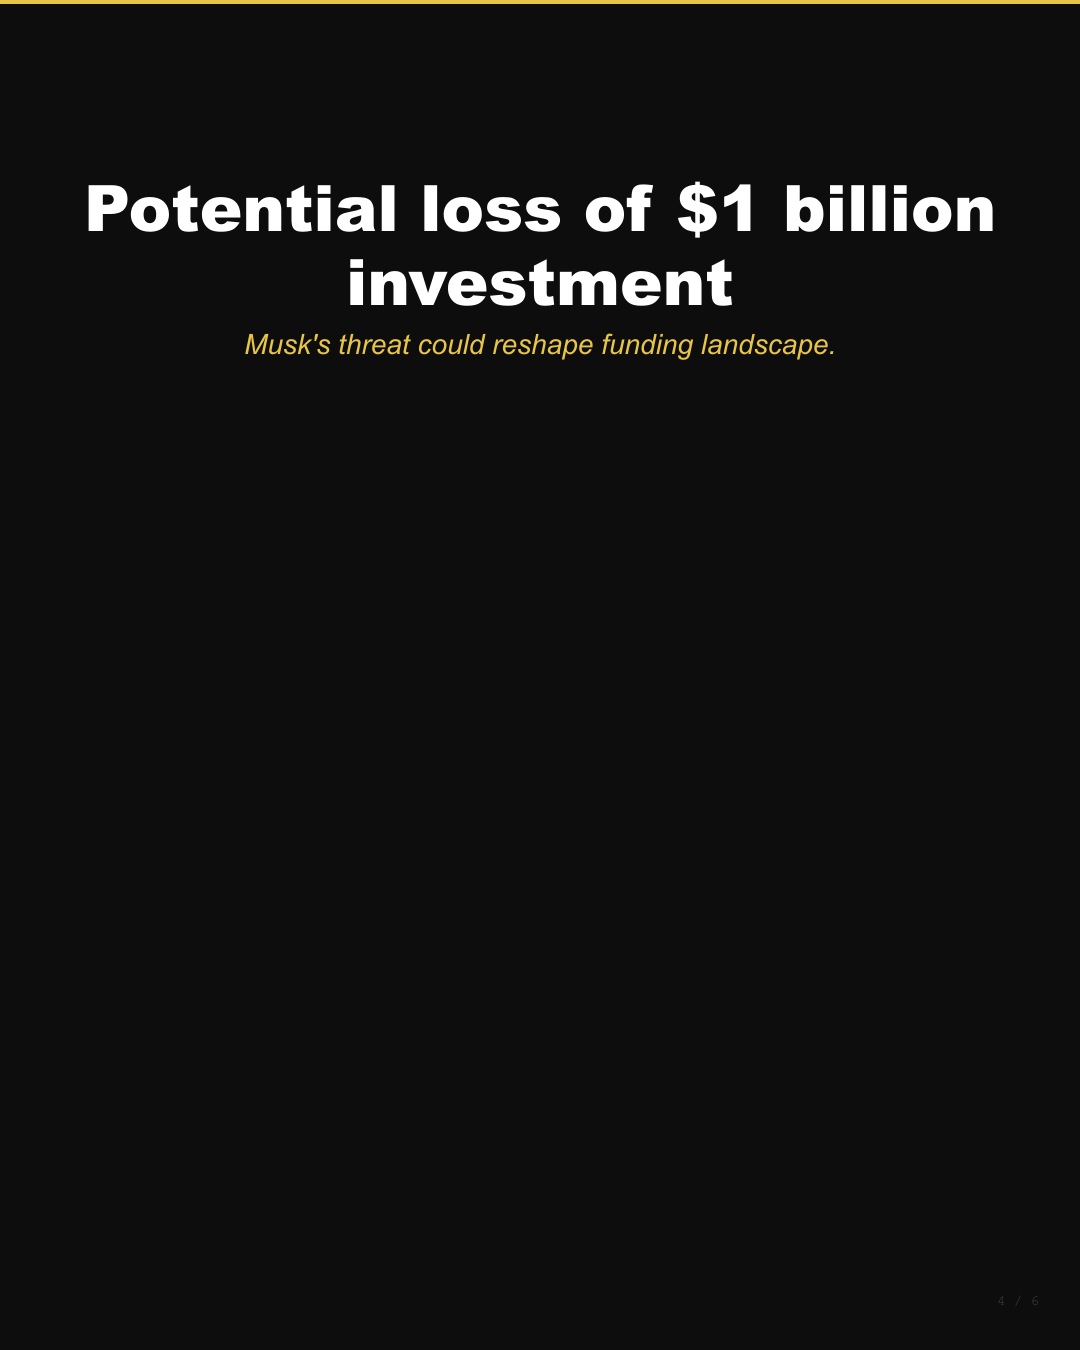 Potential loss of $1 billion
investment
Musk's threat could reshape funding landscape.
4 / 6